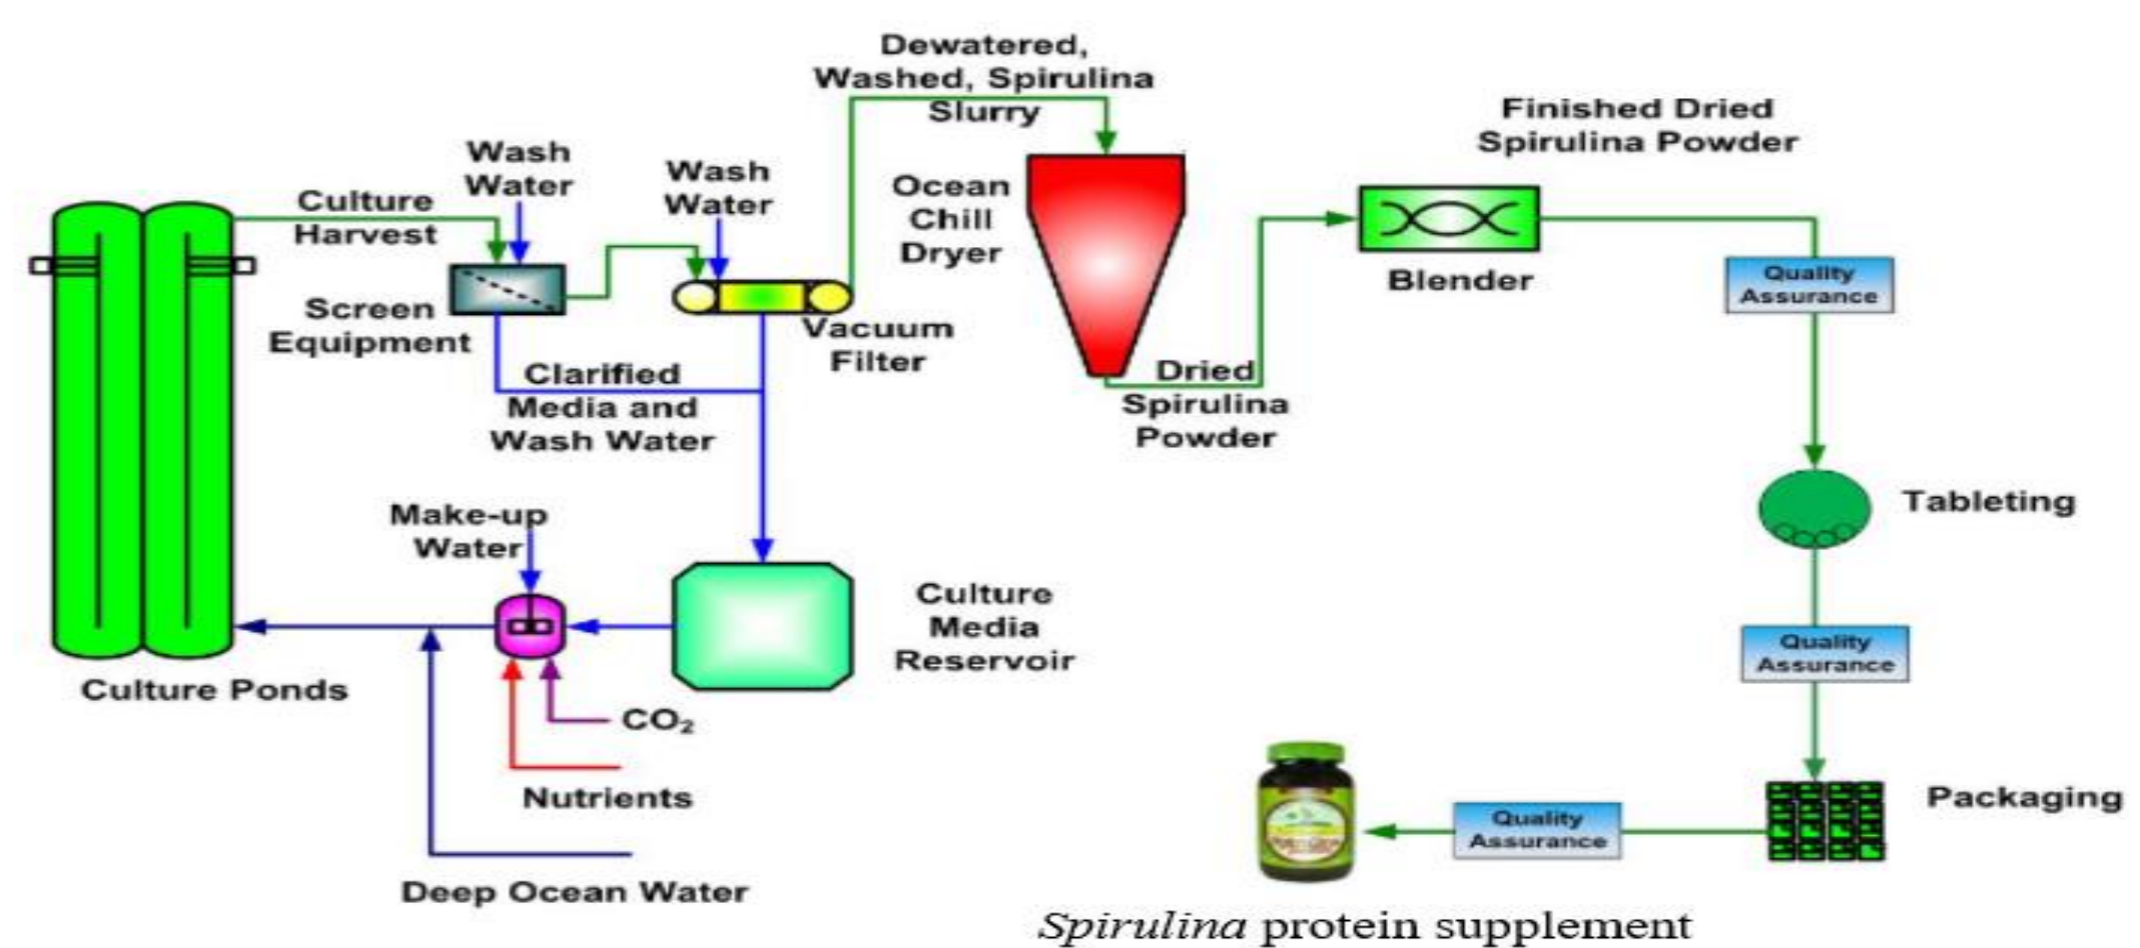 Dewatered,
Washed, Spirulina
Slurry
Finished Dried
Spirulina Powder
Wash
Water
Wash
Water
Culture
Harvest
Ocean
Chill
Dryer
Blender
Quality
Assurance
Screen
Equipment
Vacuum
Filter
Clarified
Media and
Wash Water
Dried
Spirulina
Powder
Make-up
Water
Tableting
Culture
Media
Reservoir
Quality
Assurance
Culture Ponds
CO₂
Nutrients
Packaging
Quality
Assurance
Deep Ocean Water
Spirulina protein supplement